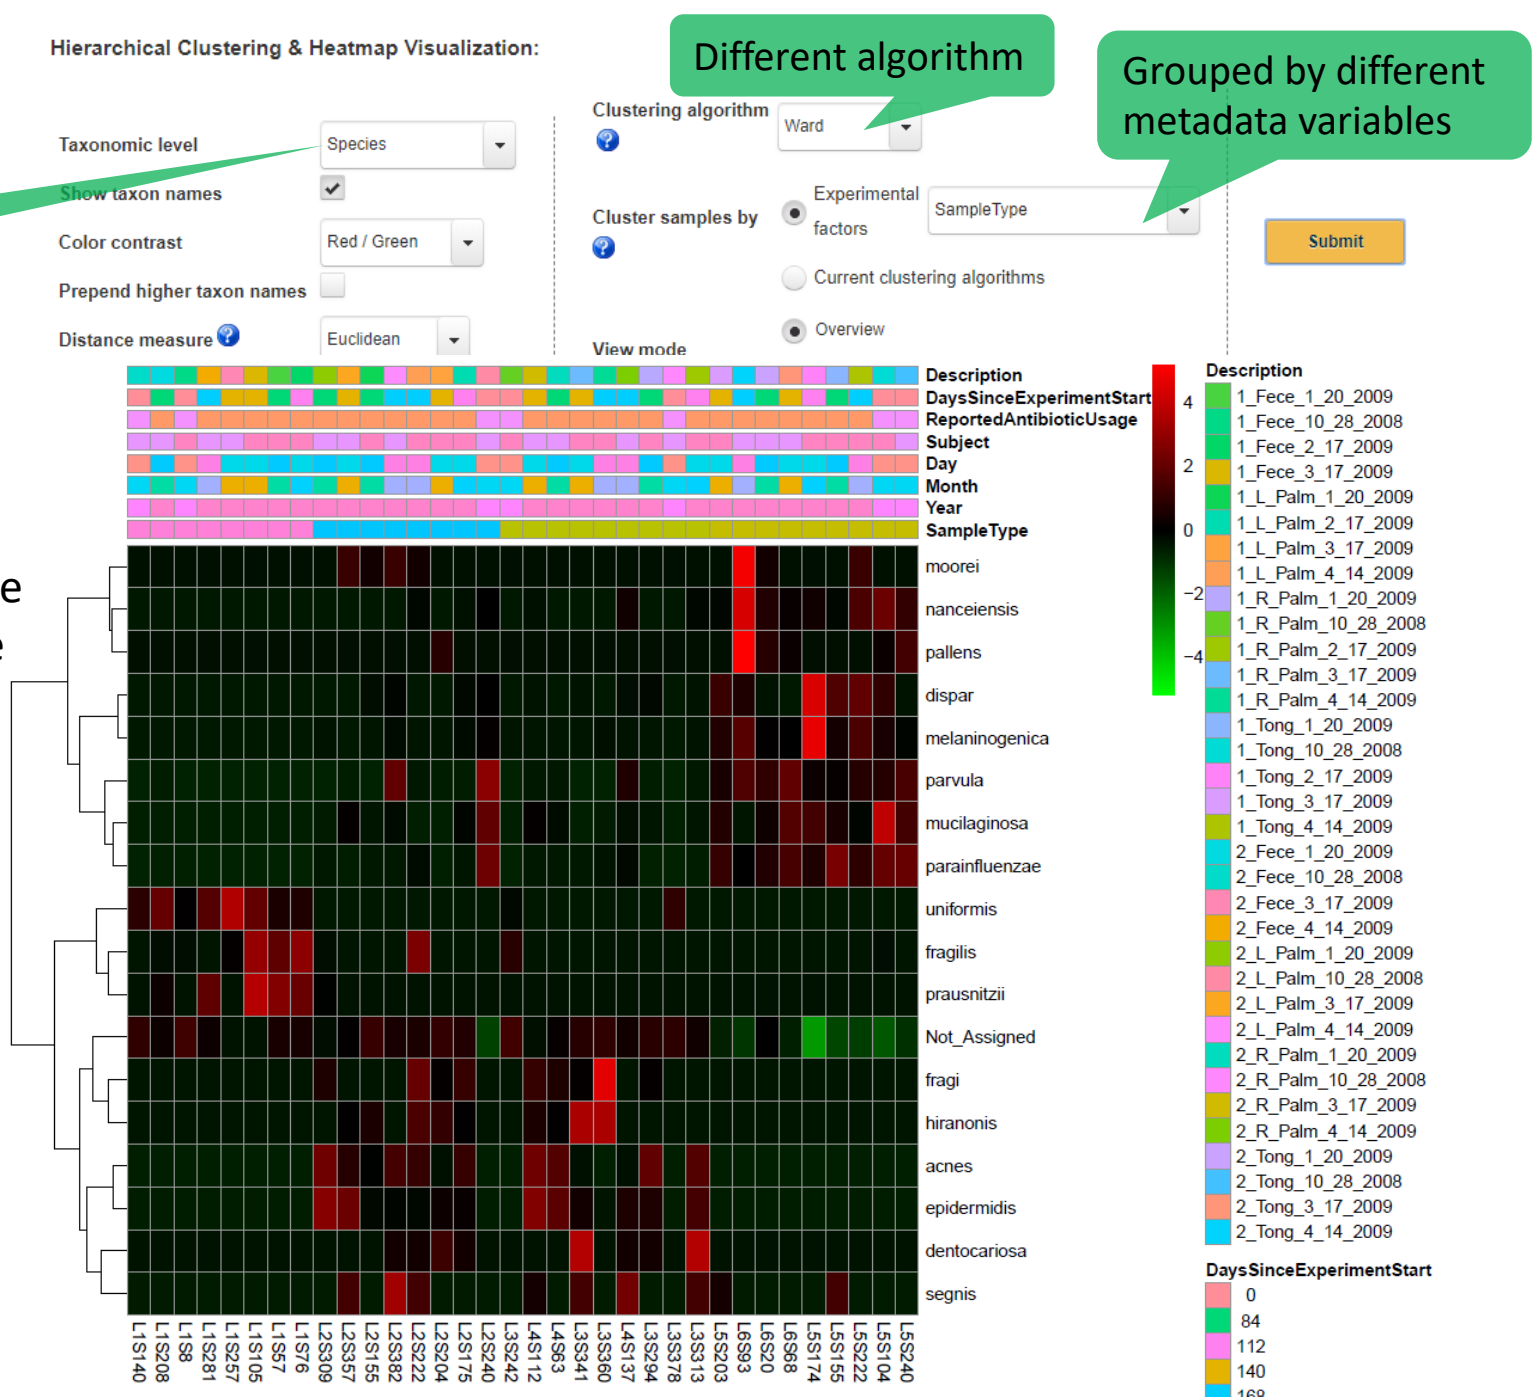 Hierarchical Clustering & Heatmap Visualization:
Different algorithm
Grouped by different
metadata variables
Taxonomic level
Species
Show taxon names
Color contrast
Red / Green
Prepend higher taxon names
Distance measure
Euclidean
Clustering algorithm
Ward
Cluster samples by
Experimental
factors
SampleType
Current clustering algorithms
View mode
Overview
Submit
e
e
Description
DaysSinceExperimentStart
ReportedAntibioticUsage
Subject
Day
Month
Year
SampleType
moorei
nanceiensis
pallens
dispar
melaninogenica
parvula
mucilaginosa
parainfluenzae
uniformis
fragilis
prausnitzii
Not_Assigned
fragi
hiranonis
acnes
epidermidis
dentocariosa
segnis
L1S140
L1S208
L1S8
L1S281
L1S257
L1S105
L1S57
L1S76
L2S309
L2S357
L2S155
L2S382
L2S222
L2S204
L2S175
L2S240
L3S242
L4S112
L4S63
L3S341
L3S360
L4S137
L3S294
L3S378
L3S313
L5S203
L6S93
L6S20
L6S68
L5S174
L5S155
L5S222
L5S104
L5S240
4
2
0
−2
−4
Description
1_Fece_1_20_2009
1_Fece_10_28_2008
1_Fece_2_17_2009
1_Fece_3_17_2009
1_L_Palm_1_20_2009
1_L_Palm_2_17_2009
1_L_Palm_3_17_2009
1_L_Palm_4_14_2009
1_R_Palm_1_20_2009
1_R_Palm_10_28_2008
1_R_Palm_2_17_2009
1_R_Palm_3_17_2009
1_R_Palm_4_14_2009
1_Tong_1_20_2009
1_Tong_10_28_2008
1_Tong_2_17_2009
1_Tong_3_17_2009
1_Tong_4_14_2009
2_Fece_1_20_2009
2_Fece_10_28_2008
2_Fece_3_17_2009
2_Fece_4_14_2009
2_L_Palm_1_20_2009
2_L_Palm_10_28_2008
2_L_Palm_3_17_2009
2_L_Palm_4_14_2009
2_R_Palm_1_20_2009
2_R_Palm_10_28_2008
2_R_Palm_3_17_2009
2_R_Palm_4_14_2009
2_Tong_1_20_2009
2_Tong_10_28_2008
2_Tong_3_17_2009
2_Tong_4_14_2009
DaysSinceExperimentStart
0
84
112
140
168